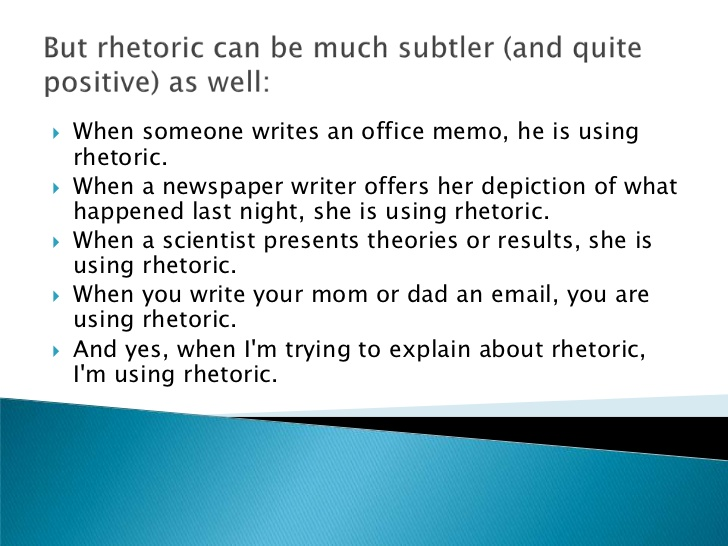 But rhetoric can be much subtler (and quite
positive) as well:
When someone writes an office memo, he is using
rhetoric.
When a newspaper writer offers her depiction of what
happened last night, she is using rhetoric.
When a scientist presents theories or results, she is
using rhetoric.
When you write your mom or dad an email, you are
using rhetoric.
And yes, when I'm trying to explain about rhetoric,
I'm using rhetoric.